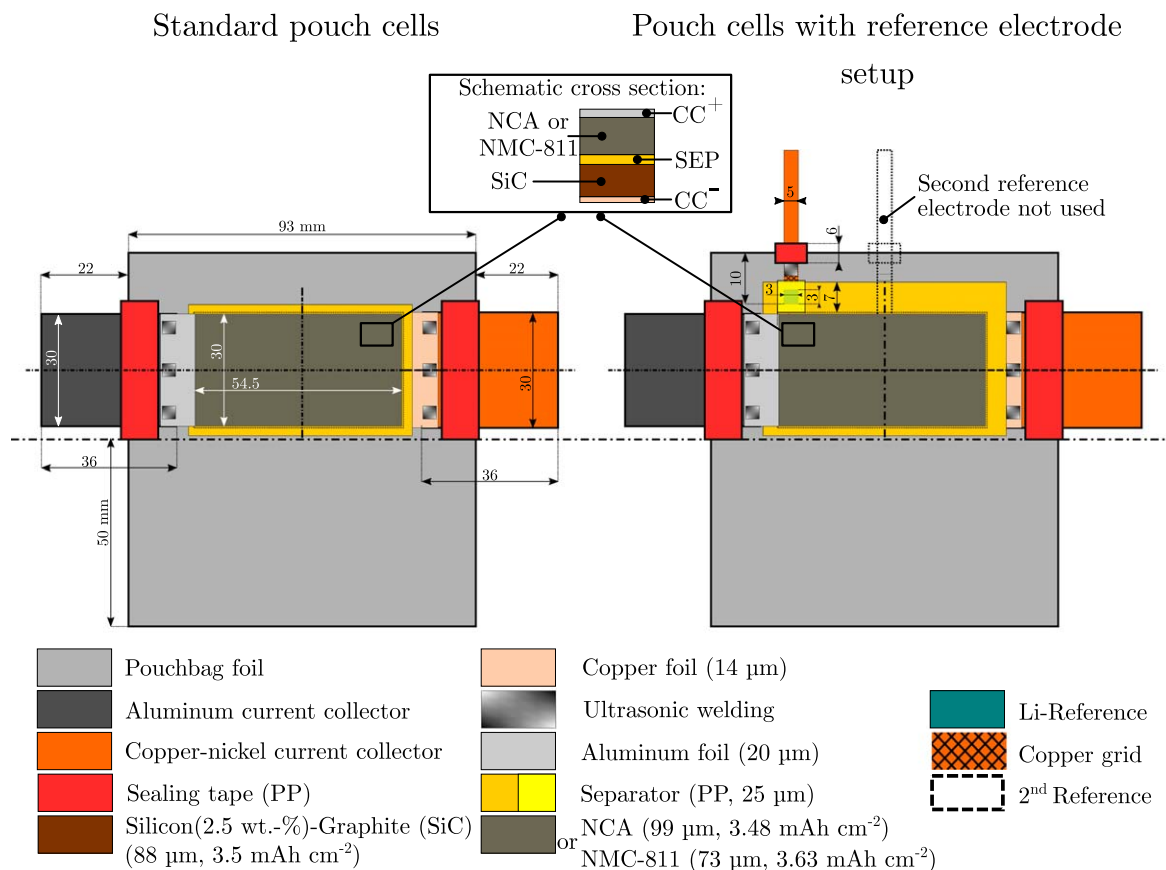 Standard pouch cells
Pouch cells with reference electrode
setup
Schematic cross section:
NCA or
NMC-811
SiC
CC+
SEP
CC-
Second reference
electrode not used
93 mm
22
22
30
30
54.5
30
36
36
50 mm
5
6
10
3
3
7
Pouchbag foil
Aluminum current collector
Copper-nickel current collector
Sealing tape (PP)
Silicon(2.5 wt.-%)-Graphite (SiC)
(88 µm, 3.5 mAh cm-2)
Copper foil (14 µm)
Ultrasonic welding
Aluminum foil (20 µm)
Separator (PP, 25 µm)
or NCA (99 µm, 3.48 mAh cm-2)
NMC-811 (73 µm, 3.63 mAh cm-2)
Li-Reference
Copper grid
2nd Reference